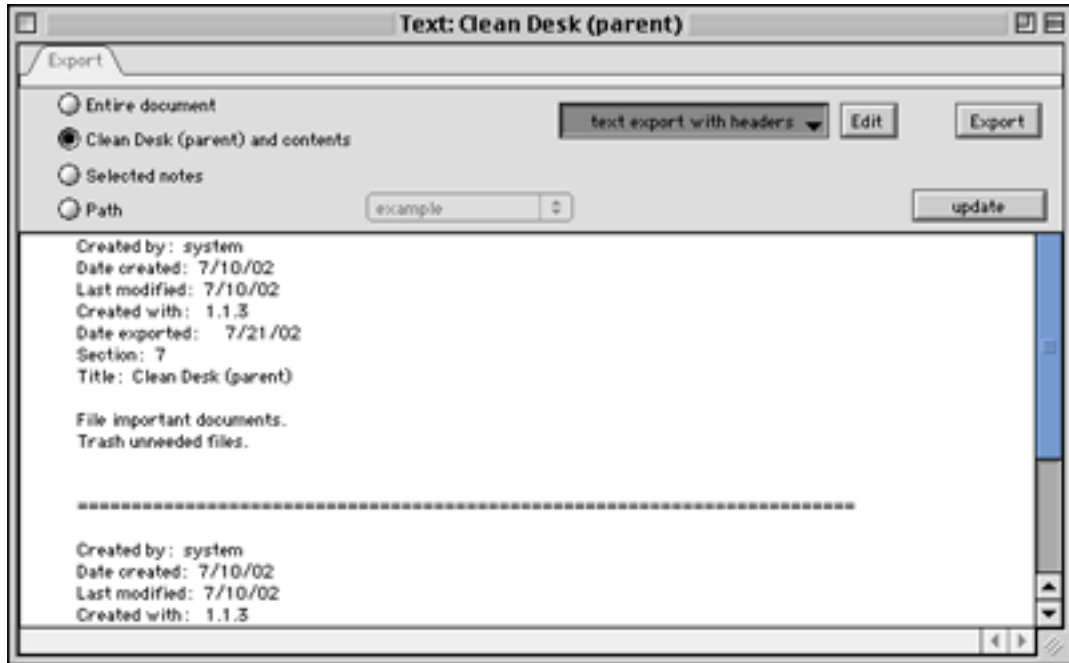 Text: Clean Desk (parent)
Export
Entire document
text export with headers Edit Export
Clean Desk (parent) and contents
Selected notes
Path example update
Created by: system
Date created: 7/10/02
Last modified: 7/10/02
Created with: 1.1.3
Date exported: 7/21/02
Section: 7
Title: Clean Desk (parent)
File important documents.
Trash unneeded files.
Created by: system
Date created: 7/10/02
Last modified: 7/10/02
Created with: 1.1.3